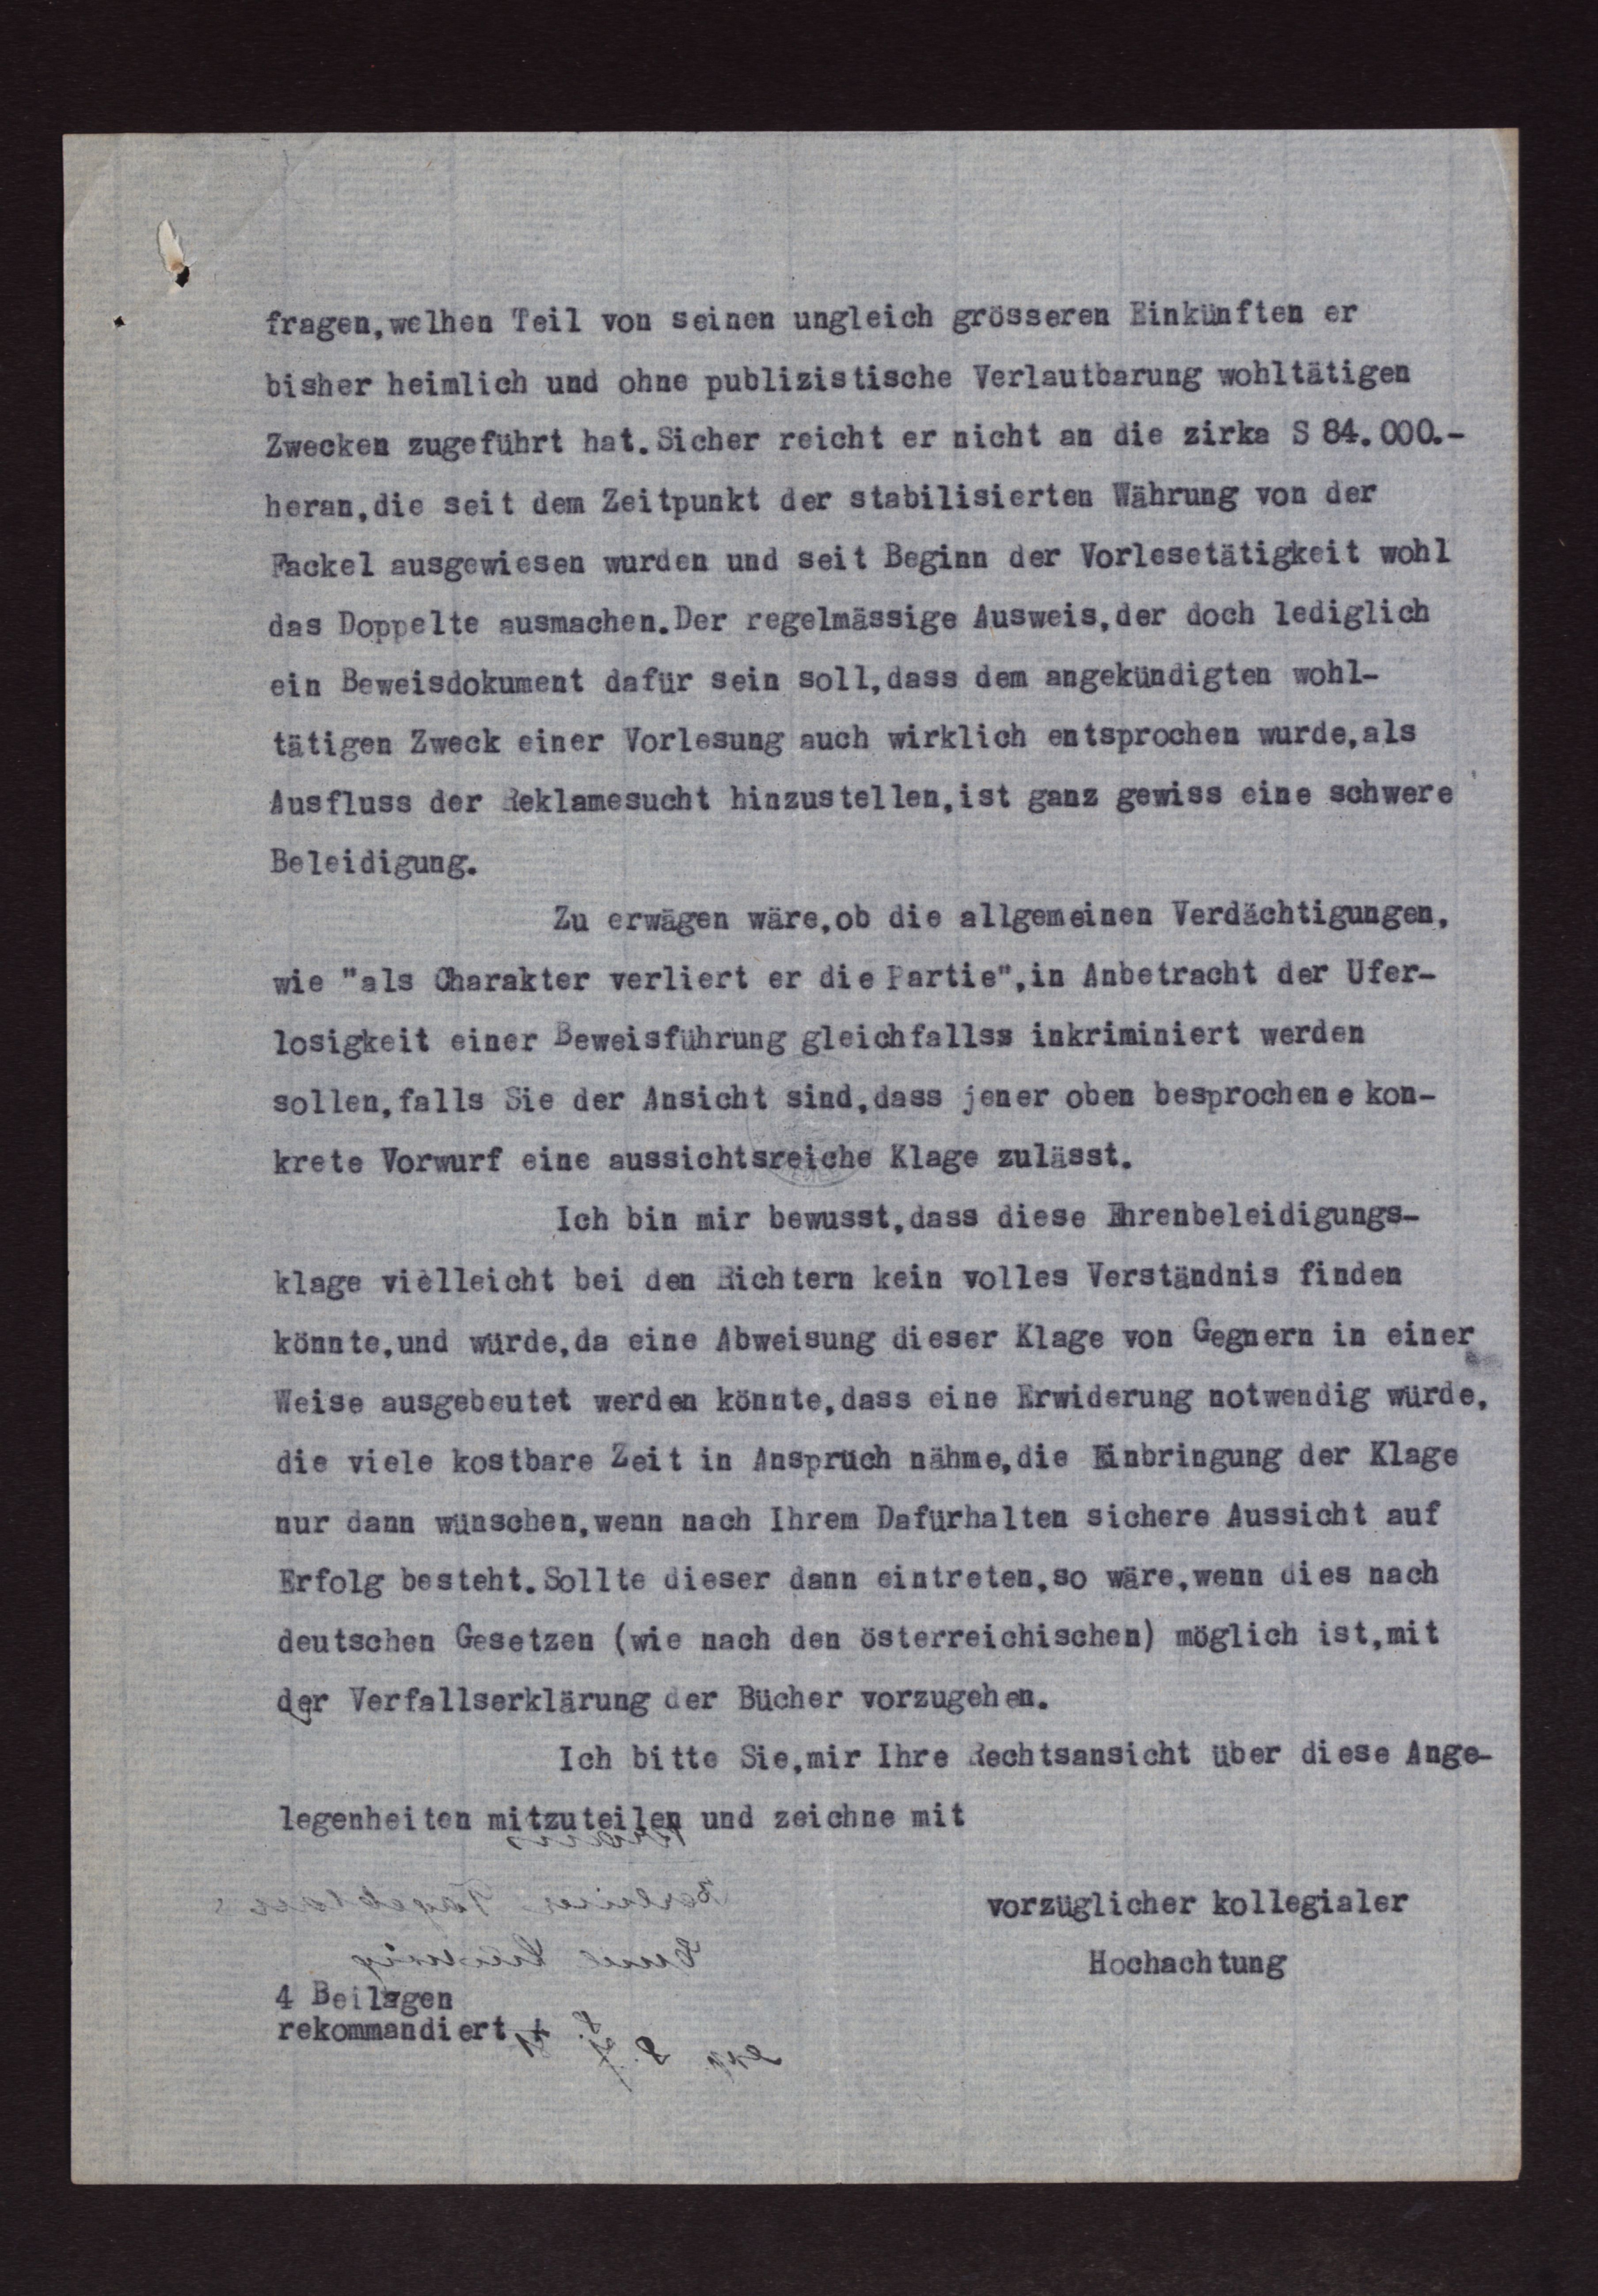 fragen,welhen Teil von seinen ungleich grösseren Einkünften er
bisher heimlich und ohne publizistische Verlautbarung wohltätigen
Zwecken zugeführt hat.Sicher reicht er nicht an die zirka S 84.000.-
heran,die seit dem Zeitpunkt der stabilisierten Währung von der
Fackel ausgewiesen wurden und seit Beginn der Vorlesetätigkeit wohl
das Doppelte ausmachen.Der regelmässige Ausweis,der doch lediglich
ein Beweisdokument dafür sein soll,dass dem angekündigten wohl-
tätigen Zweck einer Vorlesung auch wirklich entsprochen wurde,als
Ausfluss der Reklamesucht hinzustellen,ist ganz gewiss eine schwere
Beleidigung.
Zu erwägen wäre,ob die allgemeinen Verdächtigungen,
wie "als Charakter verliert er die Partie",in Anbetracht der Ufer-
losigkeit einer Beweisführung gleichfallss inkriminiert werden
sollen,falls Sie der Ansicht sind,dass jener oben besprochene kon-
krete Vorwurf eine aussichtsreiche Klage zulässt.
Ich bin mir bewusst,dass diese Ehrenbeleidigungs-
klage vielleicht bei den Richtern kein volles Verständnis finden
könnte,und würde,da eine Abweisung dieser Klage von Gegnern in einer
Weise ausgebeutet werden könnte,dass eine Erwiderung notwendig würde,
die viele kostbare Zeit in Anspruch nähme,die Einbringung der Klage
nur dann wünschen,wenn nach Ihrem Dafürhalten sichere Aussicht auf
Erfolg besteht.Sollte dieser dann eintreten,so wäre,wenn dies nach
deutschen Gesetzen (wie nach den österreichischen) möglich ist,mit
der Verfallserklärung der Bücher vorzugehen.
Ich bitte Sie,mir Ihre Rechtsansicht über diese Ange-
legenheiten mitzuteilen und zeichne mit
vorzüglicher kollegialer
Hochachtung
4 Beilagen
rekommandiert